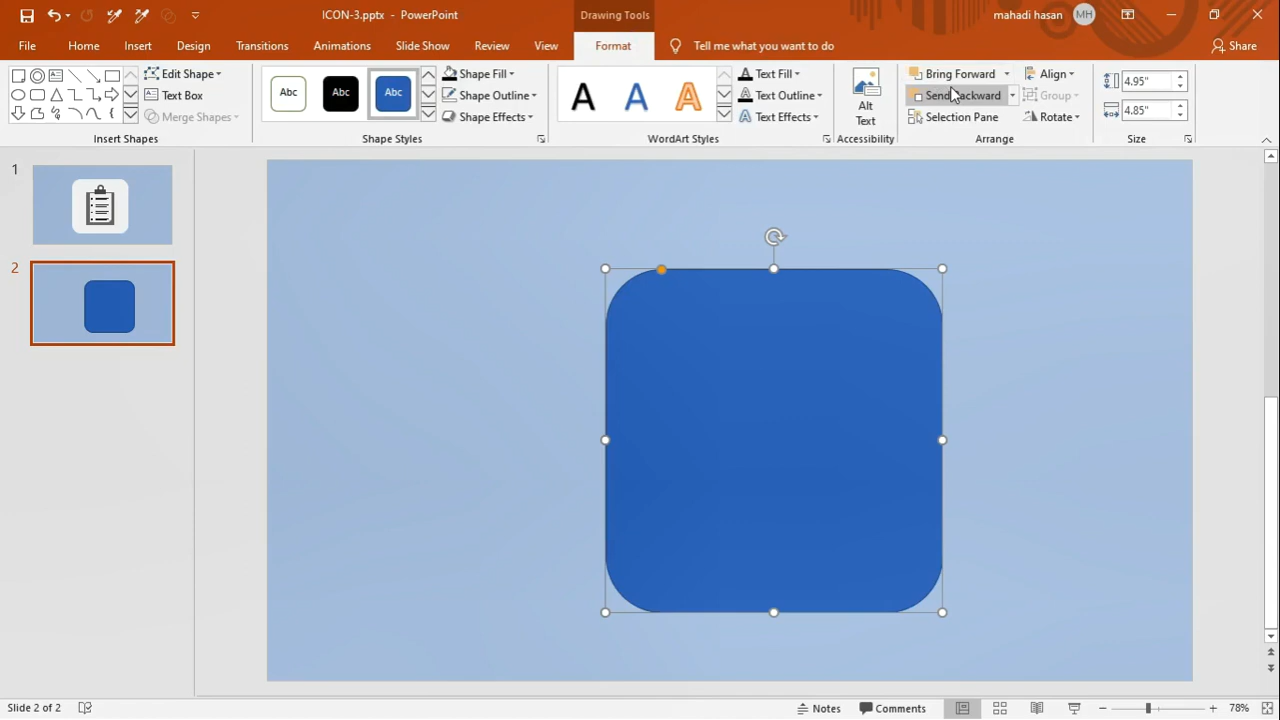 ICON-3.pptx - PowerPoint
Drawing Tools
mahadi hasan MH
File Home Insert Design Transitions Animations Slide Show Review View Format Tell me what you want to do Share
Edit Shape
Text Box
Merge Shapes
Insert Shapes
Abc Abc Abc
Shape Fill
Shape Outline
Shape Effects
Shape Styles
A A A
Text Fill
Text Outline
Text Effects
WordArt Styles
Alt
Text
Accessibility
Bring Forward
Send Backward
Selection Pane
Align
Group
Rotate
Arrange
4.95"
4.85"
Size
1
2
Slide 2 of 2
Notes Comments 78%